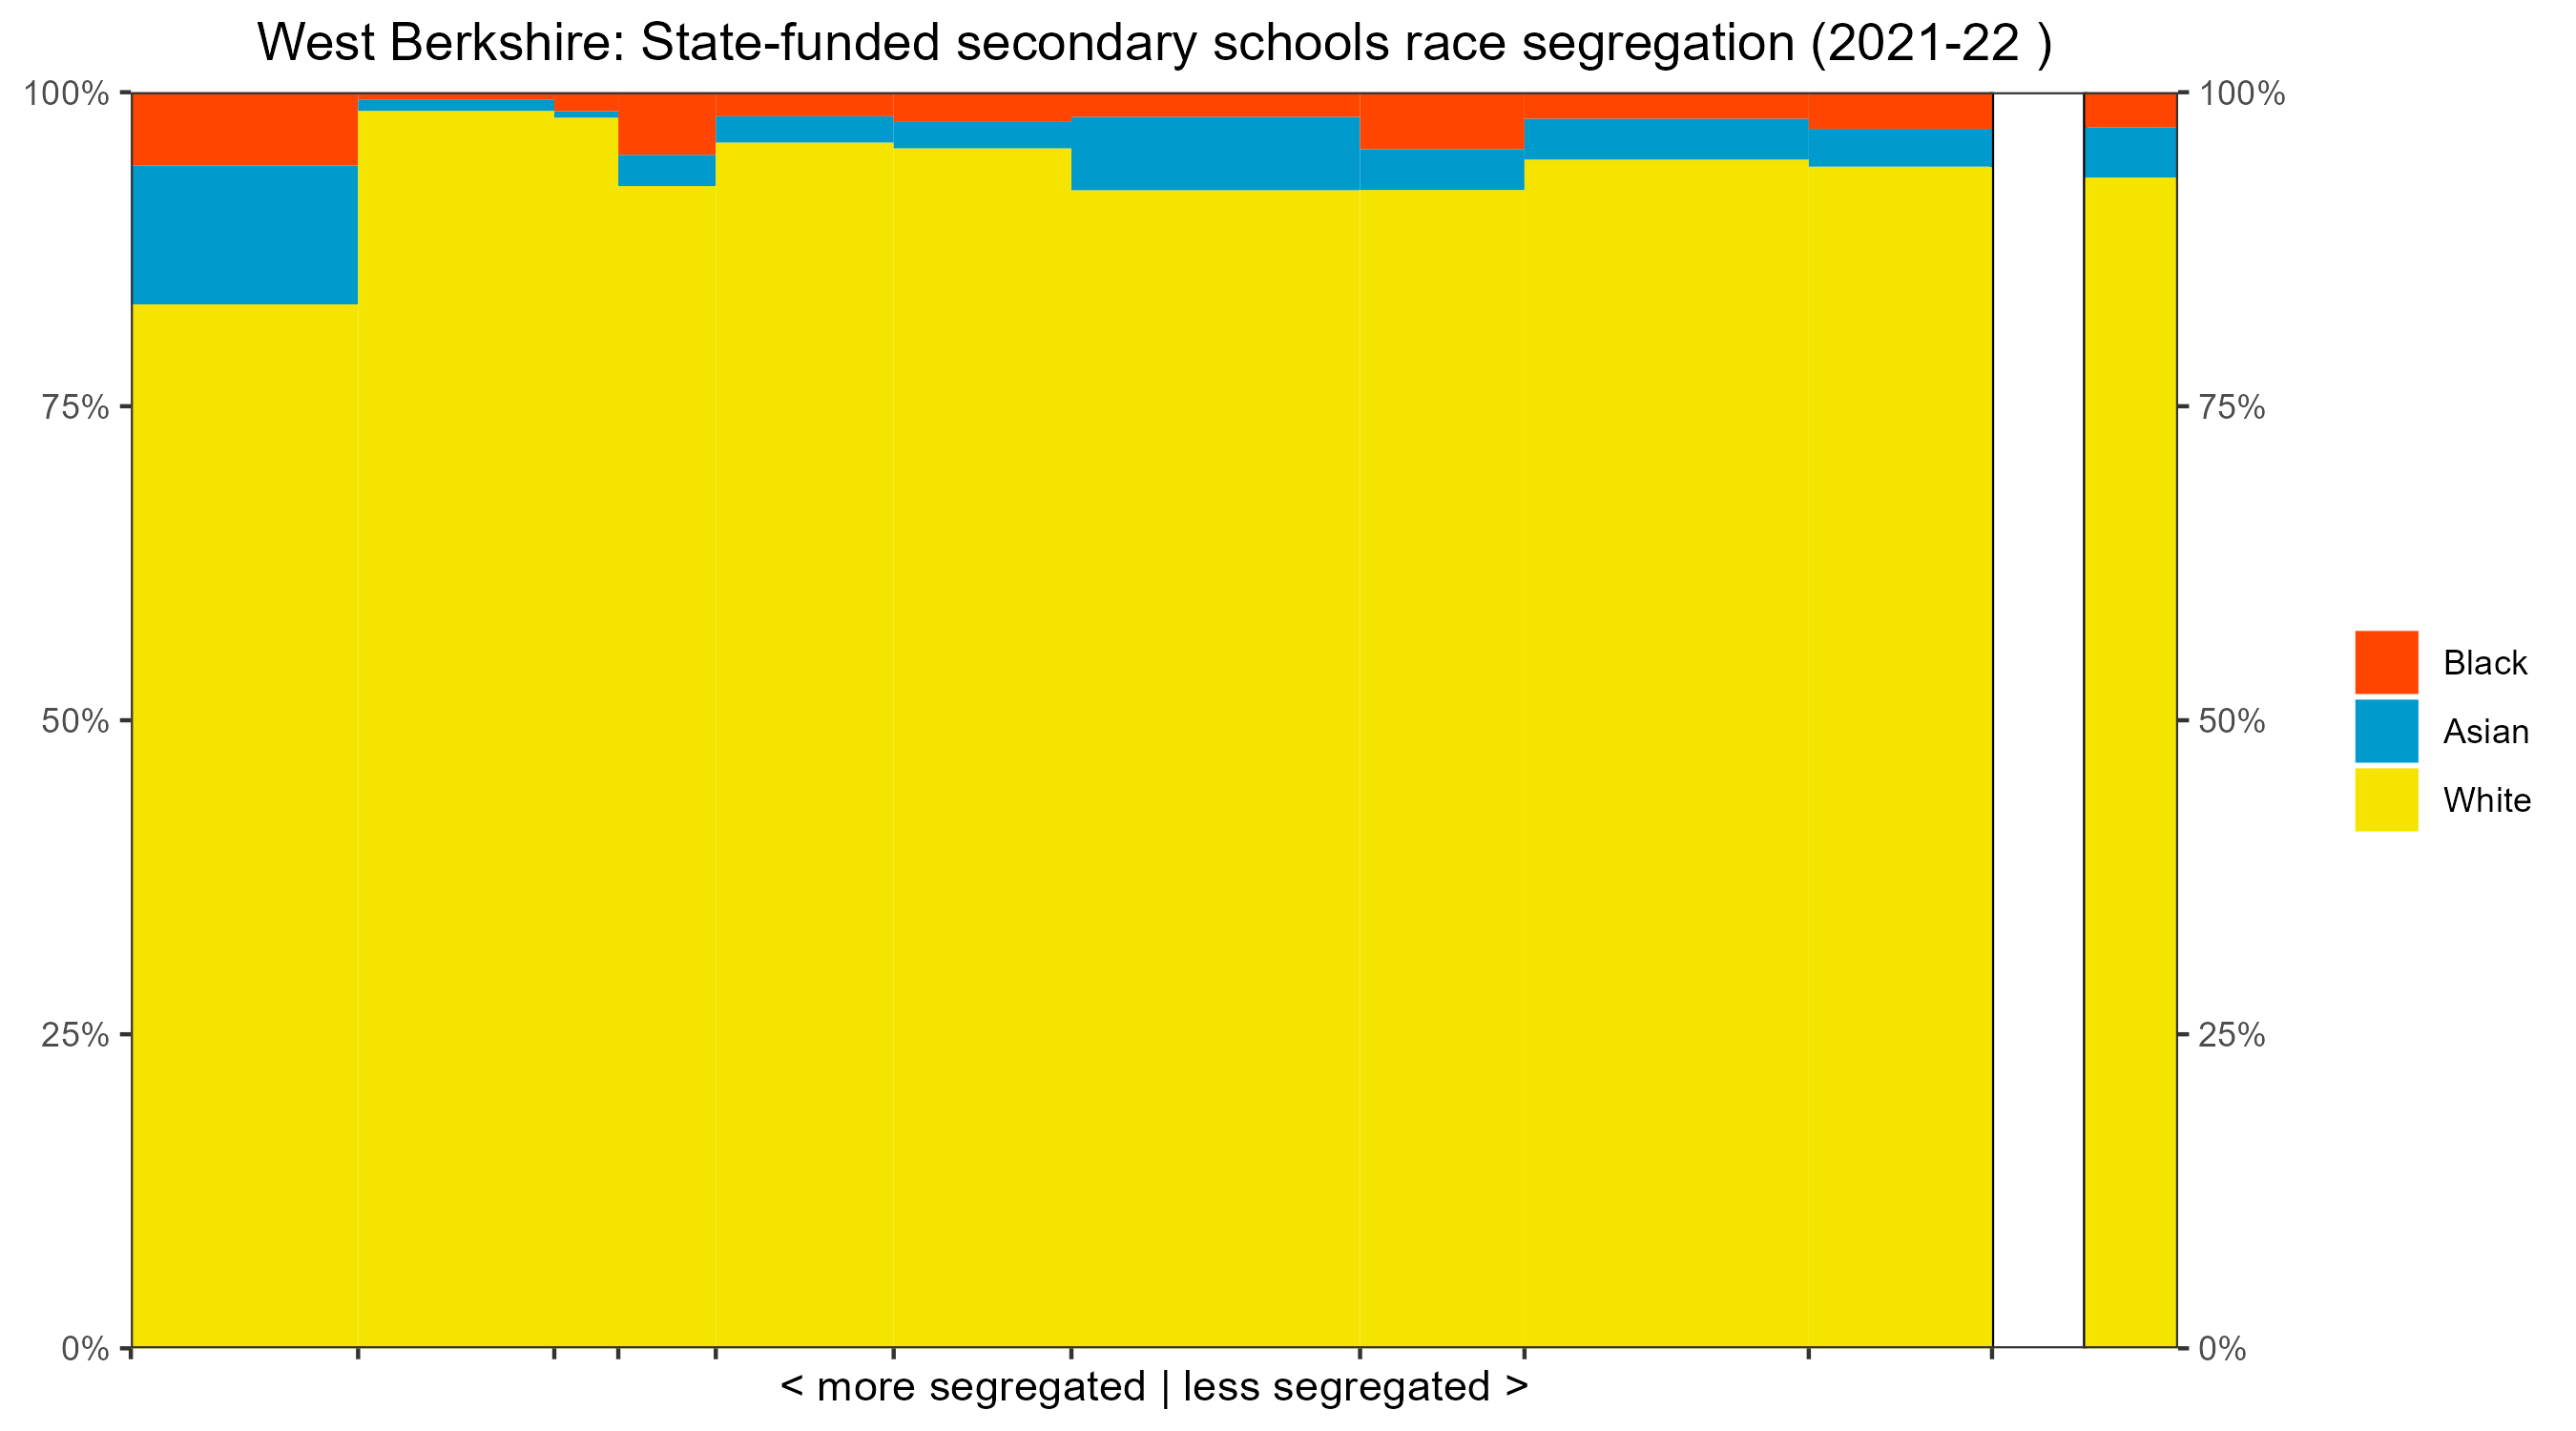 West Berkshire: State-funded secondary schools race segregation (2021-22 )
100%
75%
50%
25%
0%
100%
75%
50%
25%
0%
Black
Asian
White
< more segregated | less segregated >